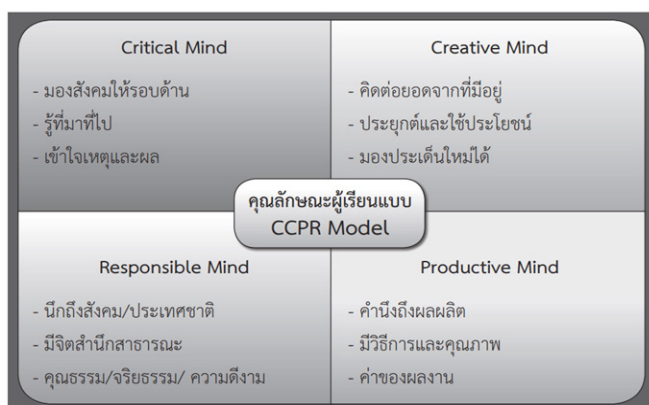 Critical Mind
- มองสังคมให้รอบด้าน
- รู้ที่มาที่ไป
- เข้าใจเหตุและผล
Creative Mind
- คิดต่อยอดจากที่มีอยู่
- ประยุกต์และใช้ประโยชน์
- มองประเด็นใหม่ได้
คุณลักษณะผู้เรียนแบบ
CCPR Model
Responsible Mind
- นึกถึงสังคม/ประเทศชาติ
- มีจิตสำนึกสาธารณะ
- คุณธรรม/จริยธรรม/ ความดีงาม
Productive Mind
- คำนึงถึงผลผลิต
- มีวิธีการและคุณภาพ
- ค่าของผลงาน